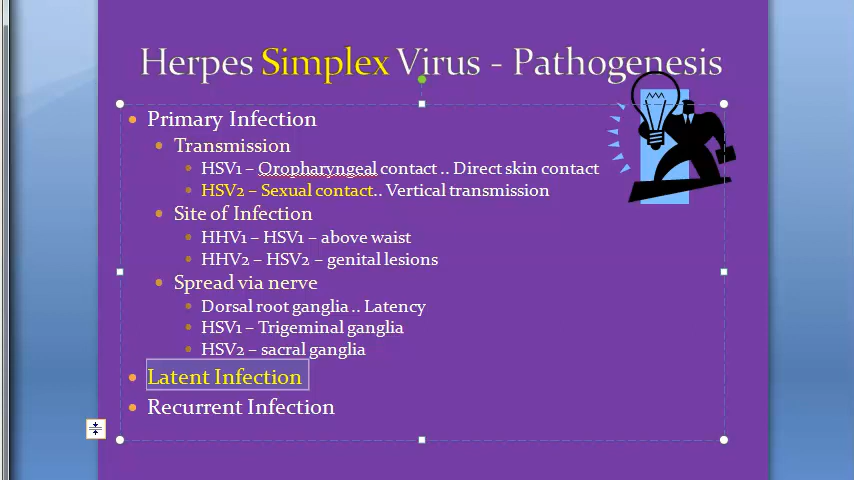 Herpes Simplex Virus - Pathogenesis
Primary Infection
Transmission
HSV1 – Oropharyngeal contact .. Direct skin contact
HSV2 – Sexual contact.. Vertical transmission
Site of Infection
HHV1 – HSV1 – above waist
HHV2 – HSV2 – genital lesions
Spread via nerve
Dorsal root ganglia .. Latency
HSV1 – Trigeminal ganglia
HSV2 – sacral ganglia
Latent Infection
Recurrent Infection